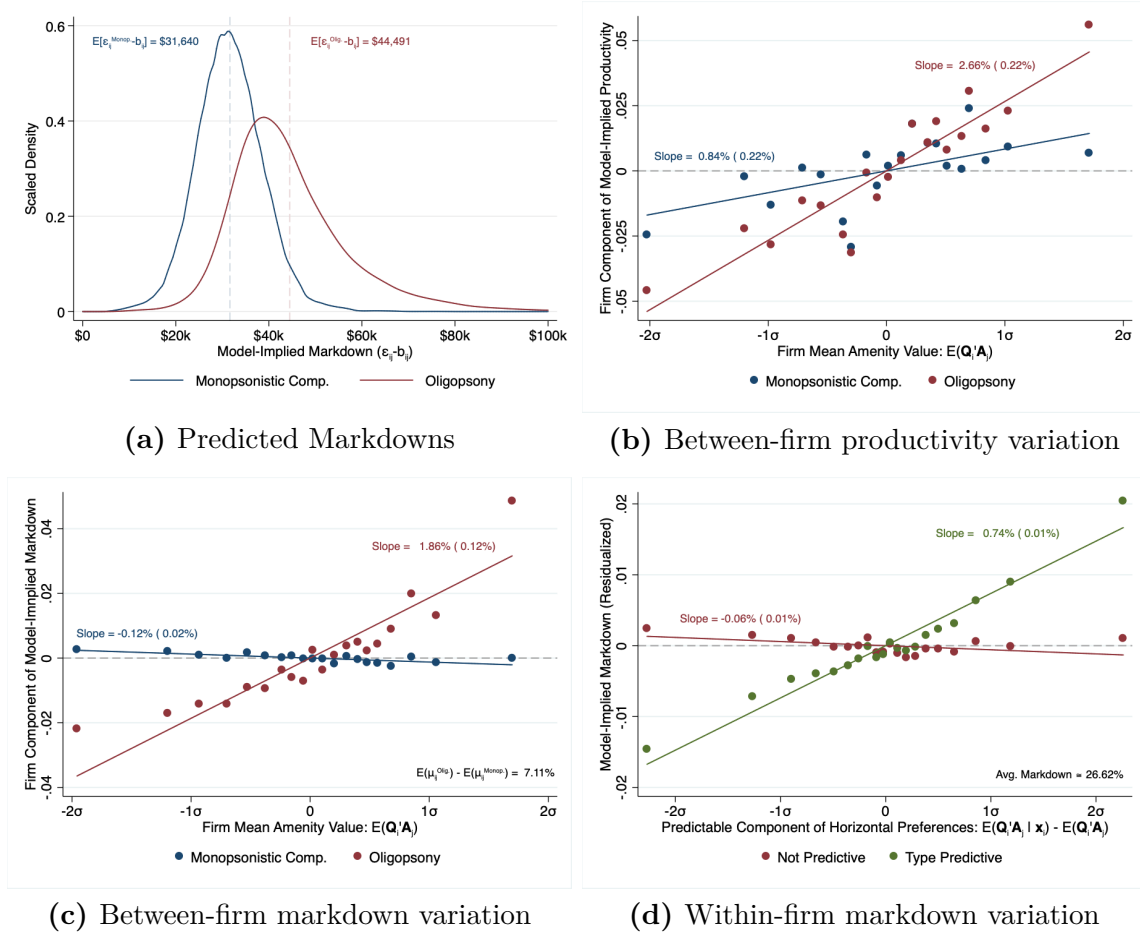 E[εᵢⱼᴹᵒⁿᵒᵖ·-bᵢⱼ] = $31,640
E[εᵢⱼᴼˡⁱᵍ·-bᵢⱼ] = $44,491
Scaled Density
0.6
0.4
0.2
0
$0 $20k $40k $60k $80k $100k
Model-Implied Markdown (εᵢⱼ-bᵢⱼ)
Monopsonistic Comp. Oligopsony
(a) Predicted Markdowns
Firm Component of Model-Implied Productivity
.05
.025
0
-.025
-.05
Slope = 2.66% ( 0.22%)
Slope = 0.84% ( 0.22%)
-2σ -1σ 0 1σ 2σ
Firm Mean Amenity Value: E(Qᵢ'Aⱼ)
Monopsonistic Comp. Oligopsony
(b) Between-firm productivity variation
Firm Component of Model-Imnplied Markdown
.04
.02
0
-.02
-.04
Slope = 1.86% ( 0.12%)
Slope = -0.12% ( 0.02%)
E(μᵢⱼᴼˡⁱᵍ·) - E(μᵢⱼᴹᵒⁿᵒᵖ·) = 7.11%
-2σ -1σ 0 1σ 2σ
Firm Mean Amenity Value: E(Qᵢ'Aⱼ)
Monopsonistic Comp. Oligopsony
(c) Between-firm markdown variation
Model-Implied Markdown (Residualized)
.02
.01
0
-.01
-.02
Slope = 0.74% ( 0.01%)
Slope = -0.06% ( 0.01%)
Avg. Markdown = 26.62%
-2σ -1σ 0 1σ 2σ
Predictable Component of Horizontal Preferences: E(Qᵢ'Aⱼ | xᵢ) - E(Qᵢ'Aⱼ)
Not Predictive Type Predictive
(d) Within-firm markdown variation